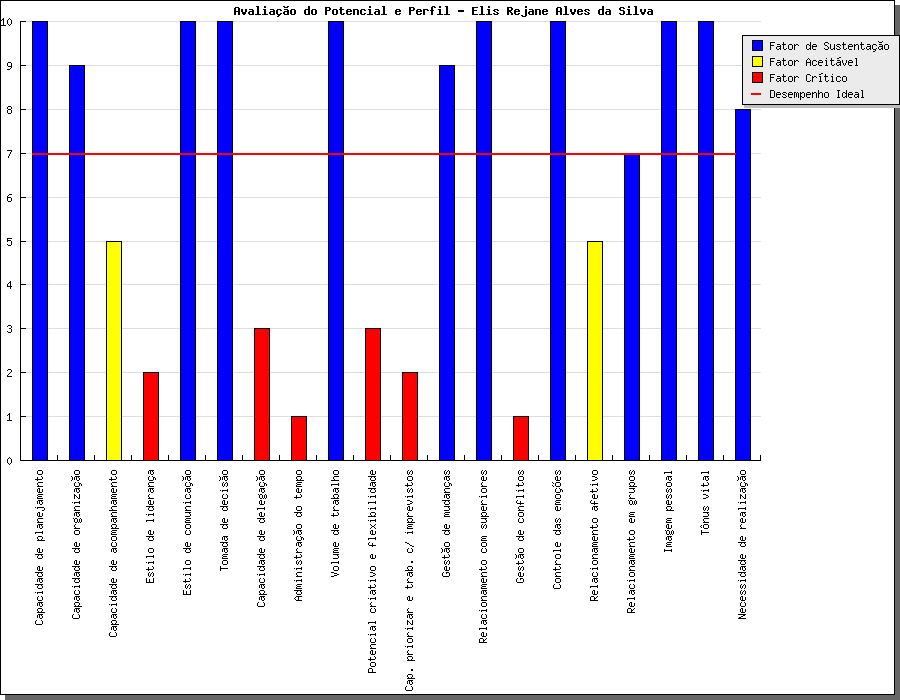 Avaliação do Potencial e Perfil - Elis Rejane Alves da Silva
Fator de Sustentação
Fator Aceitável
Fator Crítico
Desempenho Ideal
10
9
8
7
6
5
4
3
2
1
0
Capacidade de planejamento
Capacidade de organização
Capacidade de acompanhamento
Estilo de liderança
Estilo de comunicação
Tomada de decisão
Capacidade de delegação
Administração do tempo
Volume de trabalho
Potencial criativo e flexibilidade
Cap. priorizar e trab. c/ imprevistos
Gestão de mudanças
Relacionamento com superiores
Gestão de conflitos
Controle das emoções
Relacionamento afetivo
Relacionamento em grupos
Imagem pessoal
Tônus vital
Necessidade de realização